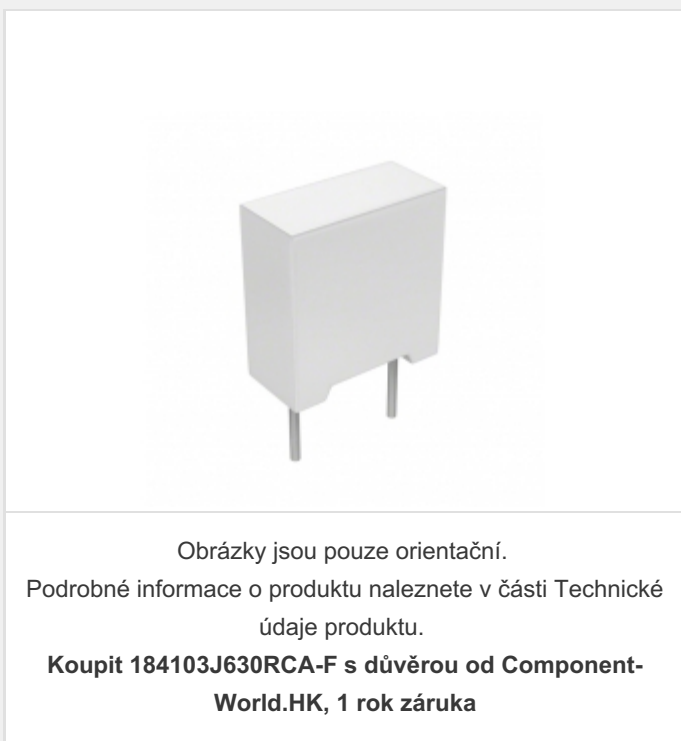 Obrázky jsou pouze orientační.
Podrobné informace o produktu naleznete v části Technické
údaje produktu.
Koupit 184103J630RCA-F s důvěrou od Component-
World.HK, 1 rok záruka